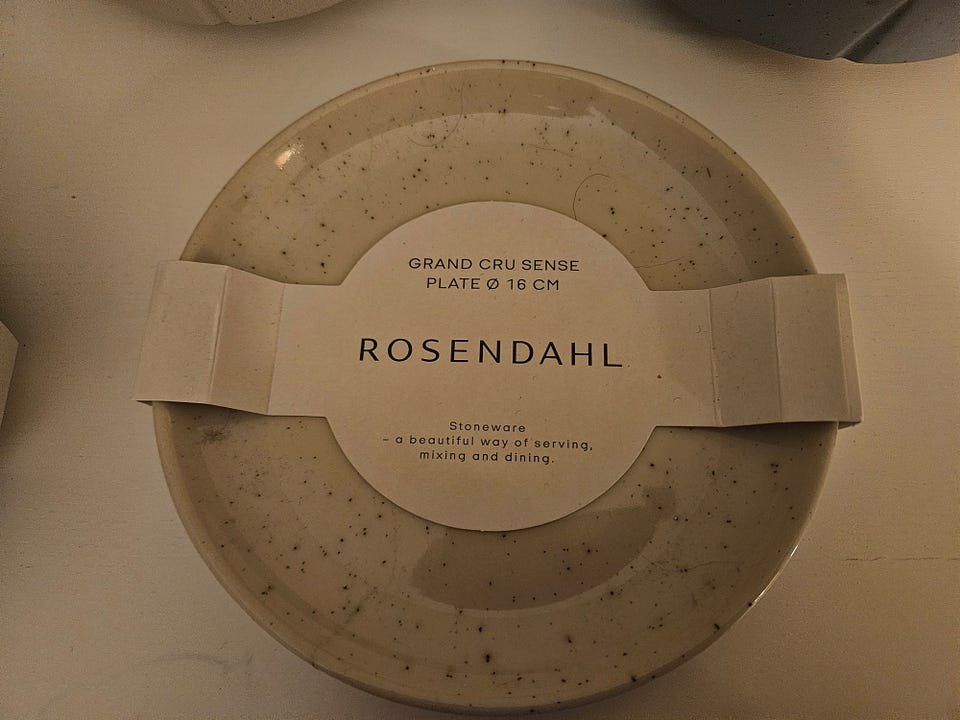 GRAND CRU SENSE
PLATE Ø 16 CM
ROSENDAHL
Stoneware
– a beautiful way of serving,
mixing and dining.